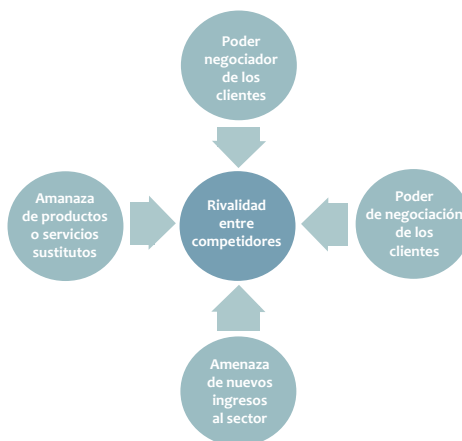 Poder
negociador
de los
clientes
Amanaza
de productos
o servicios
sustitutos
Rivalidad
entre
competidores
Poder
de negociación
de los
clientes
Amenaza
de nuevos
ingresos
al sector